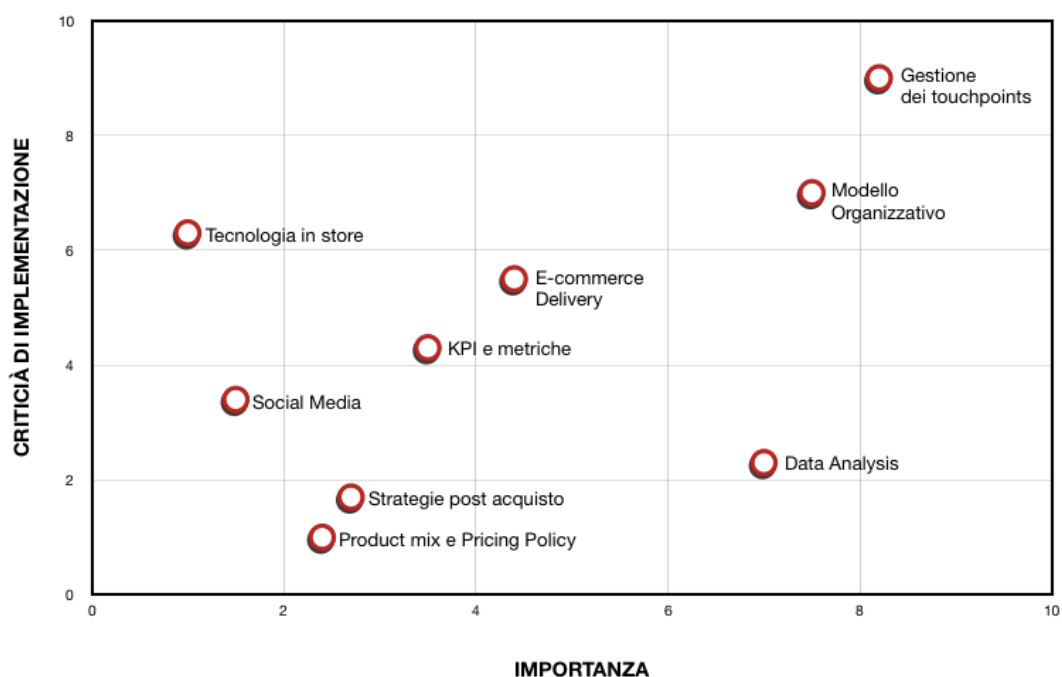 10
8
6
4
2
0
0
2
4
6
8
10
CRITICIÀ DI IMPLEMENTAZIONE
IMPORTANZA
Gestione
dei touchpoints
Modello
Organizzativo
Tecnologia in store
E-commerce
Delivery
KPI e metriche
Social Media
Data Analysis
Strategie post acquisto
Product mix e Pricing Policy